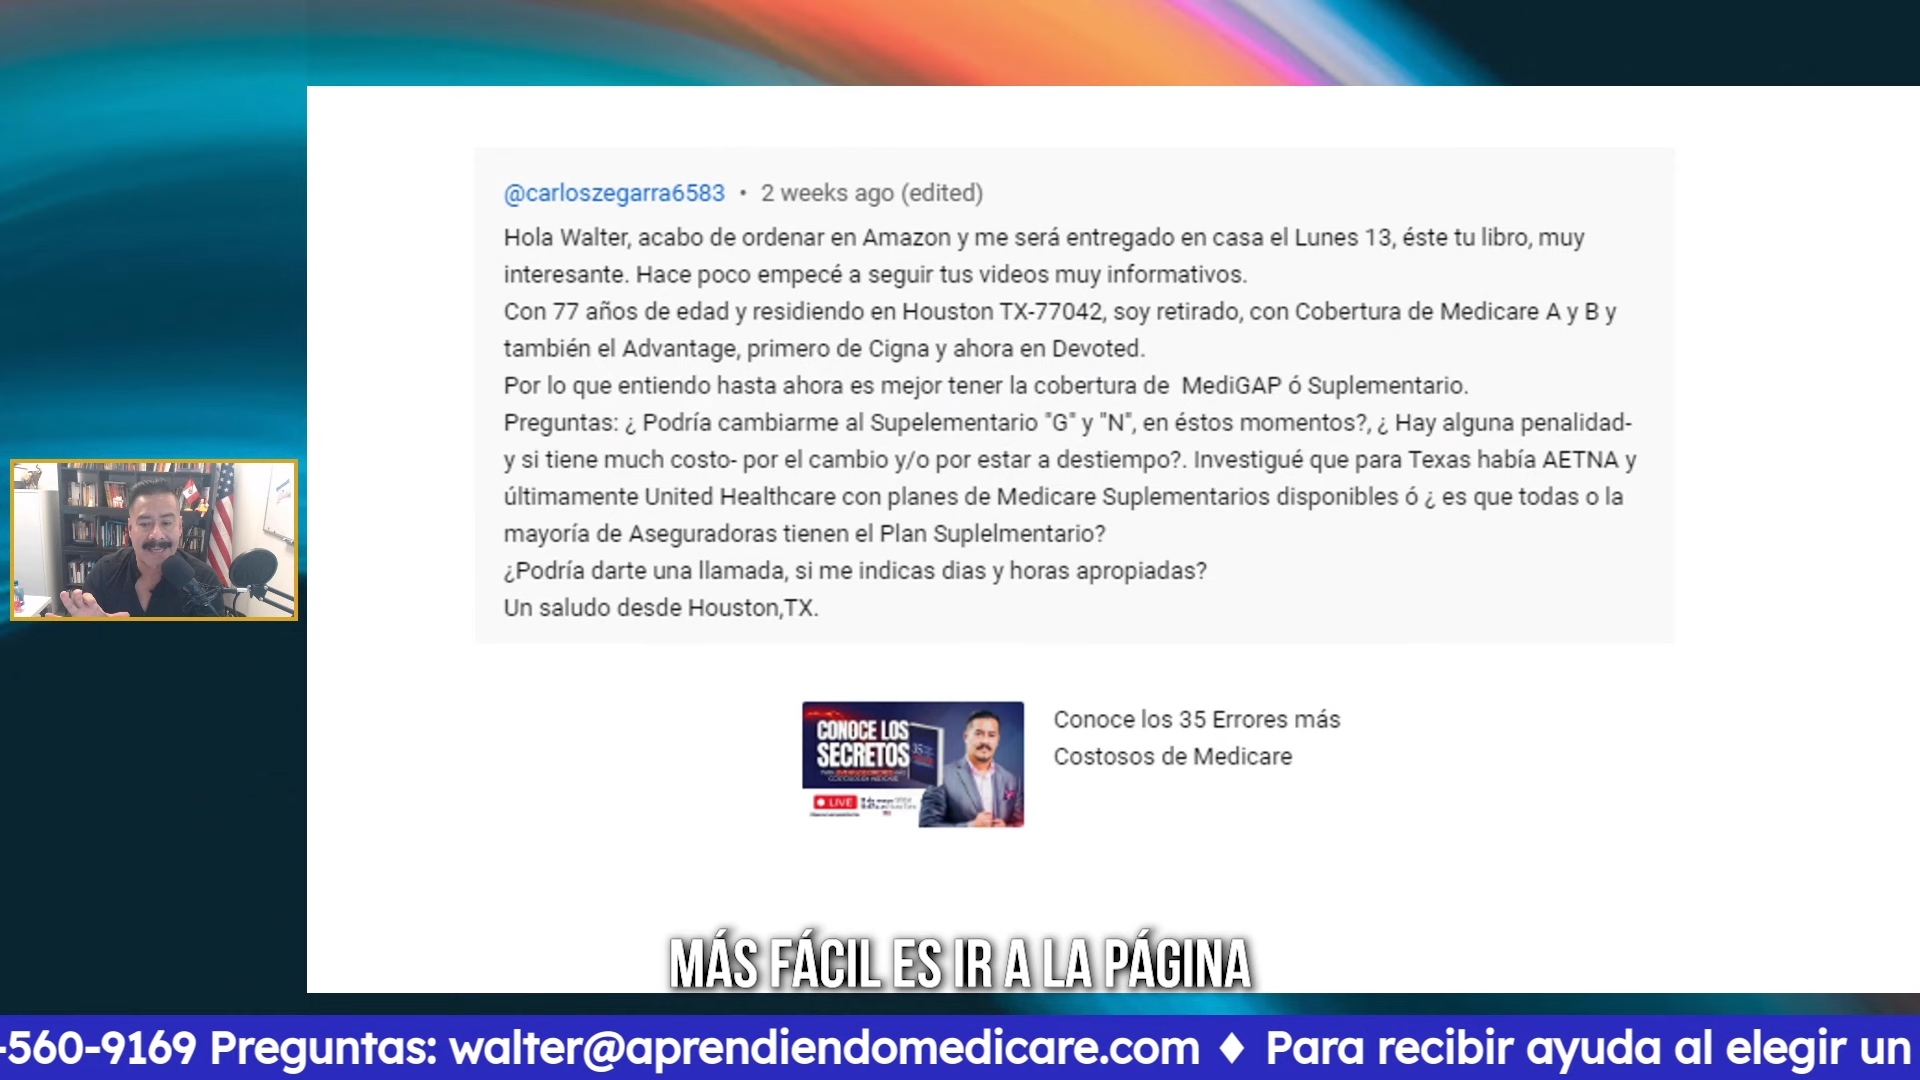 @carloszegarra6583 • 2 weeks ago (edited)
Hola Walter, acabo de ordenar en Amazon y me será entregado en casa el Lunes 13, éste tu libro, muy
interesante. Hace poco empecé a seguir tus videos muy informativos.
Con 77 años de edad y residiendo en Houston TX-77042, soy retirado, con Cobertura de Medicare A y B y
también el Advantage, primero de Cigna y ahora en Devoted.
Por lo que entiendo hasta ahora es mejor tener la cobertura de MediGAP ó Suplementario.
Preguntas: ¿ Podría cambiarme al Supelementario "G" y "N", en éstos momentos?, ¿ Hay alguna penalidad-
y si tiene much costo- por el cambio y/o por estar a destiempo?. Investigué que para Texas había AETNA y
últimamente United Healthcare con planes de Medicare Suplementarios disponibles ó ¿ es que todas o la
mayoría de Aseguradoras tienen el Plan Suplelmentario?
¿Podría darte una llamada, si me indicas dias y horas apropiadas?
Un saludo desde Houston,TX.
CONOCE LOS
SECRETOS
LIVE
Conoce los 35 Errores más
Costosos de Medicare
MÁS FÁCIL ES IR A LA PÁGINA
-560-9169 Preguntas: walter@aprendiendomedicare.com ♦ Para recibir ayuda al elegir un